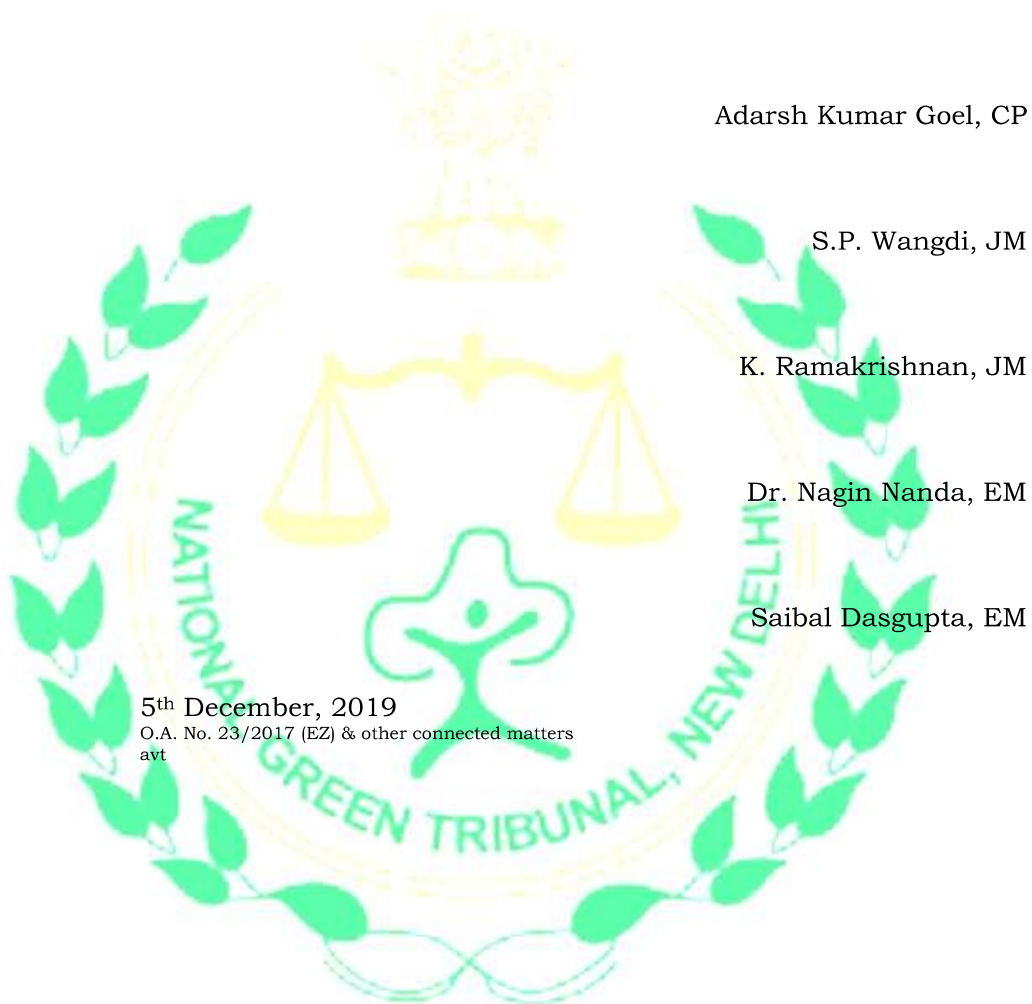 Adarsh Kumar Goel, CP
S.P. Wangdi, JM
K. Ramakrishnan, JM
Dr. Nagin Nanda, EM
Saibal Dasgupta, EM
5th December, 2019
O.A. No. 23/2017 (EZ) & other connected matters
avt
NATIONAL GREEN TRIBUNAL, NEW DELHI